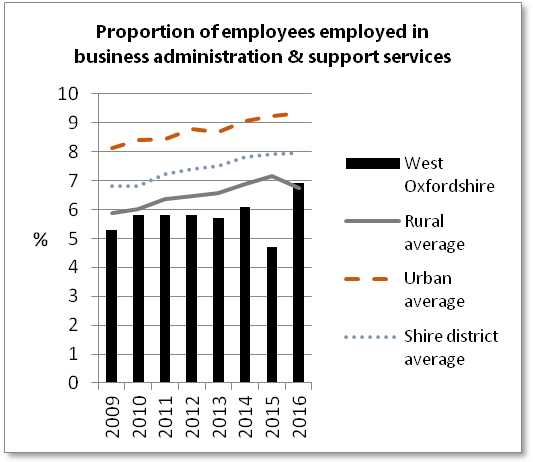 Proportion of employees employed in
business administration & support services
10
9
8
7
6
5
4
3
2
1
0
%
2009
2010
2011
2012
2013
2014
2015
2016
West
Oxfordshire
Rural
average
Urban
average
Shire district
average